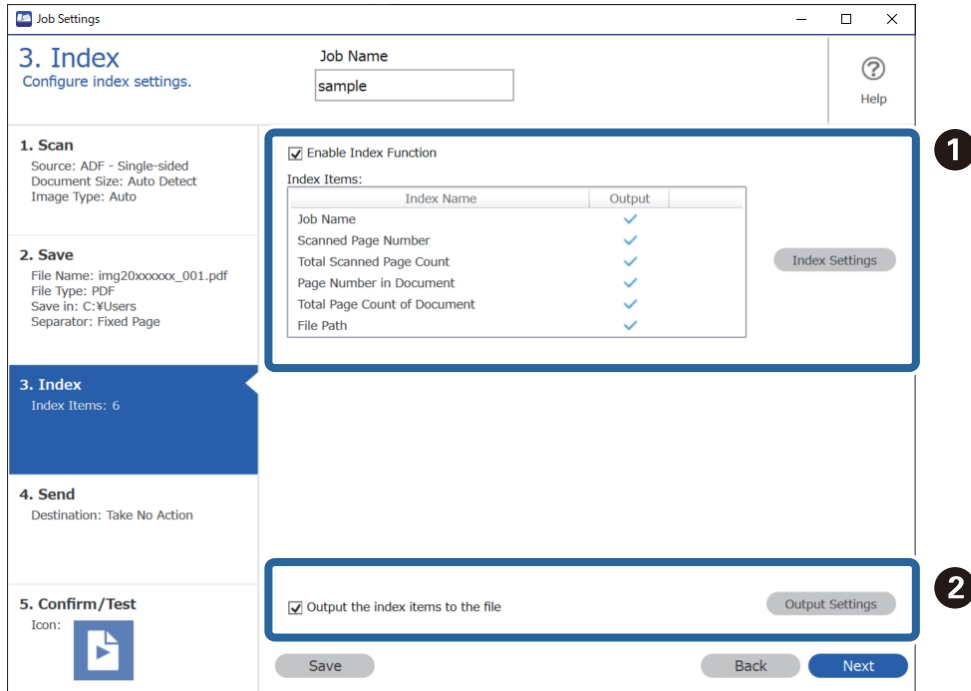 Job Settings
3. Index
Configure index settings.
Job Name
sample
Help
1. Scan
Source: ADF - Single-sided
Document Size: Auto Detect
Image Type: Auto
2. Save
File Name: img20xxxxxx_001.pdf
File Type: PDF
Save in: C:¥Users
Separator: Fixed Page
3. Index
Index Items: 6
4. Send
Destination: Take No Action
5. Confirm/Test
Icon:
1
Enable Index Function
Index Items:
Index Name Output
Job Name
Scanned Page Number
Total Scanned Page Count
Page Number in Document
Total Page Count of Document
File Path
Index Settings
2
Output the index items to the file
Output Settings
Save
Back
Next